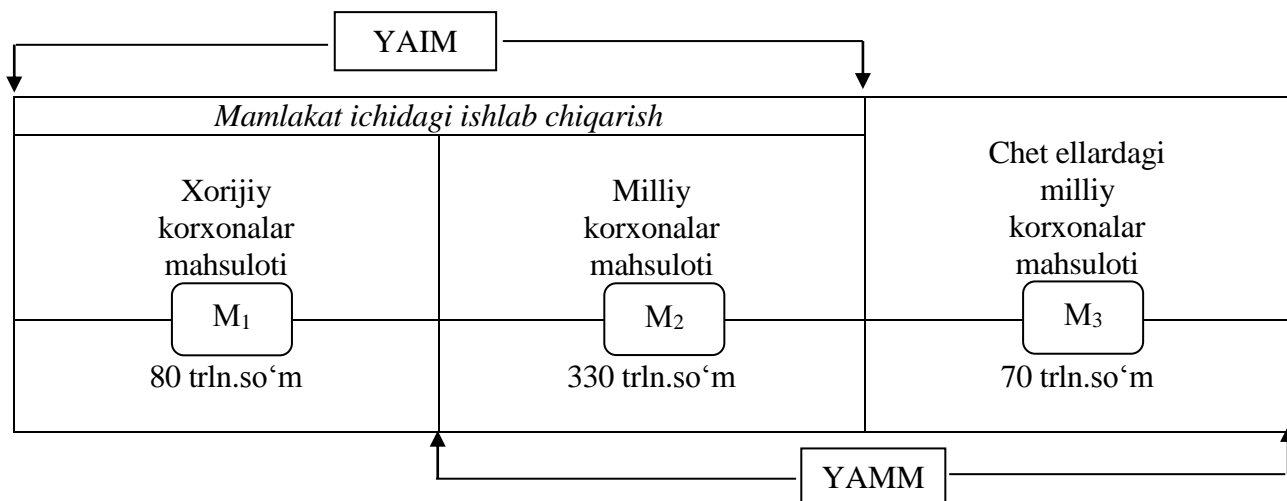 YAIM
Mamlakat ichidagi ishlab chiqarish
Xorijiy
korxonalar
mahsuloti
M₁
80 trln.so‘m
Milliy
korxonalar
mahsuloti
M₂
330 trln.so‘m
Chet ellardagi
milliy
korxonalar
mahsuloti
M₃
70 trln.so‘m
YAMM